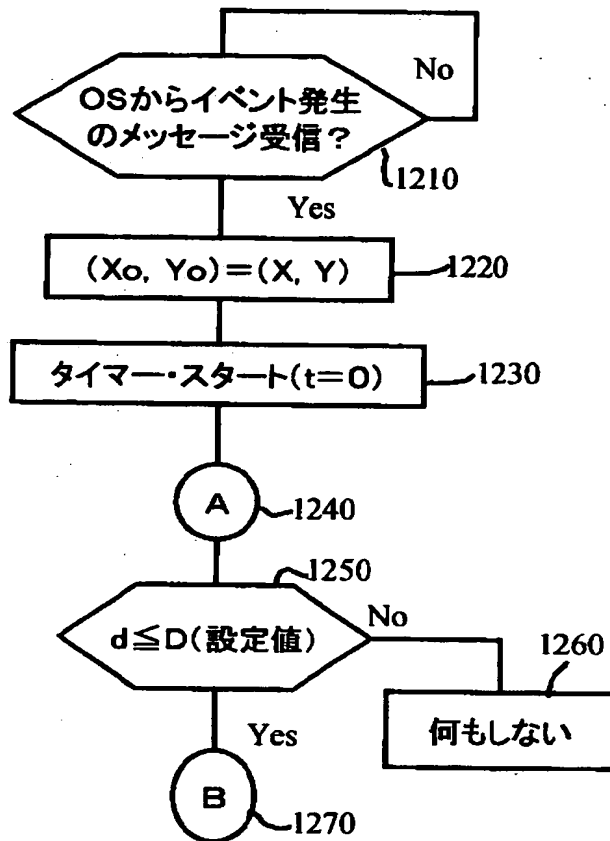 No
OSからイベント発生
のメッセージ受信?
1210
Yes
(Xo, Yo)=(X, Y)
1220
タイマー・スタート(t=0)
1230
A
1240
1250
d≦D(設定値)
No
1260
何もしない
Yes
B
1270